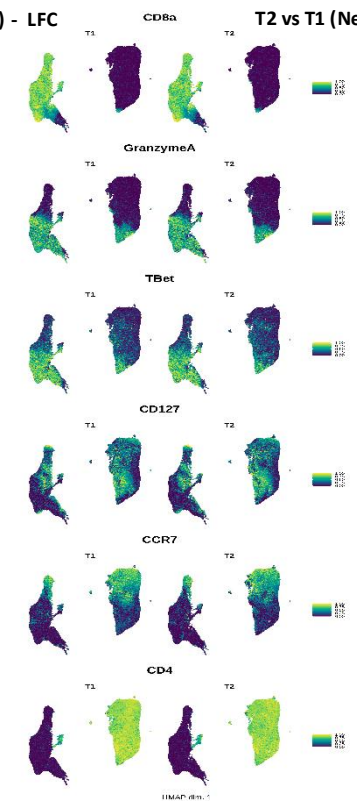 ) - LFC T2 vs T1 (Ne
CD8a
T1 T2
GranzymeA
T1 T2
TBet
T1 T2
CD127
T1 T2
CCR7
T1 T2
CD4
T1 T2
UMAP dim. 1